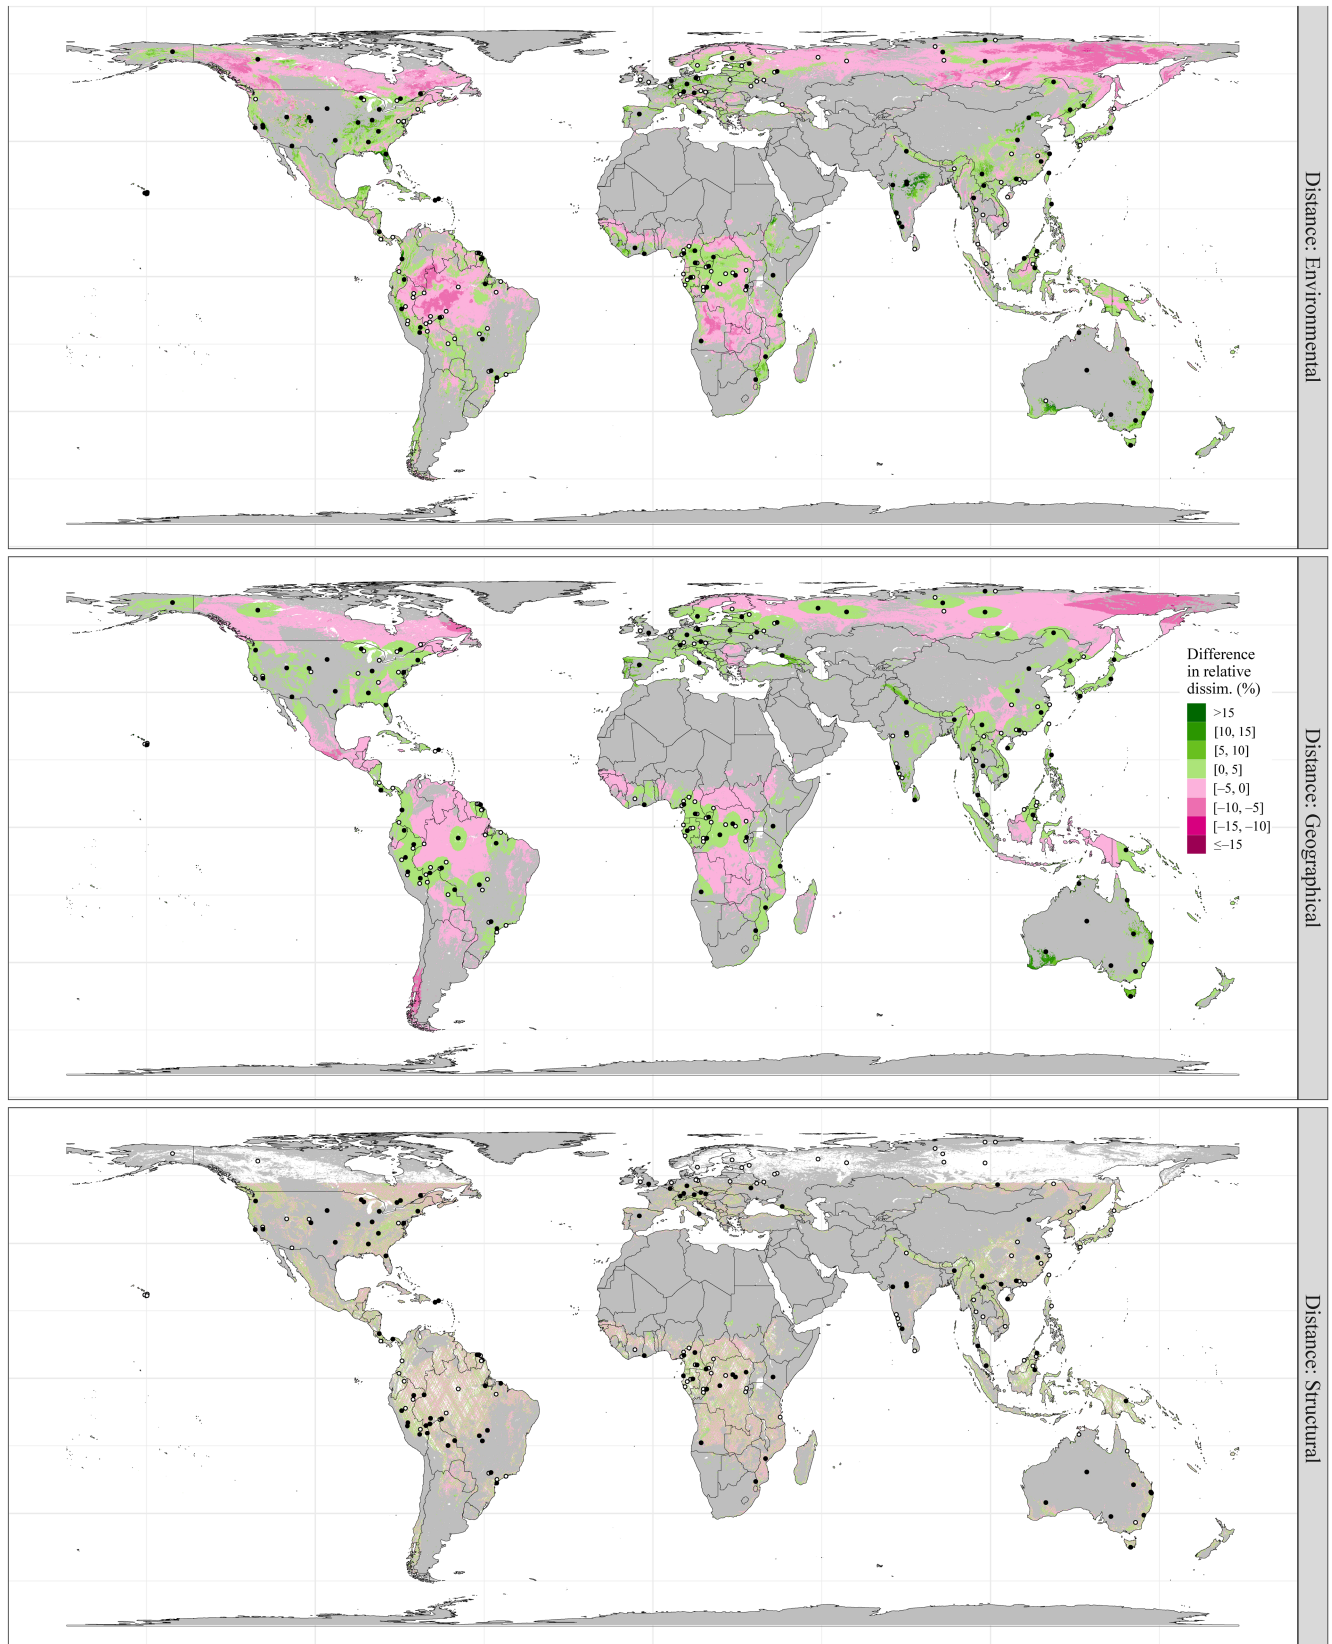 Distance: Environmental
Distance: Geographical
Difference
in relative
dissim. (%)
>15
[10, 15]
[5, 10]
[0, 5]
[–5, 0]
[–10, –5]
[–15, –10]
≤–15
Distance: Structural